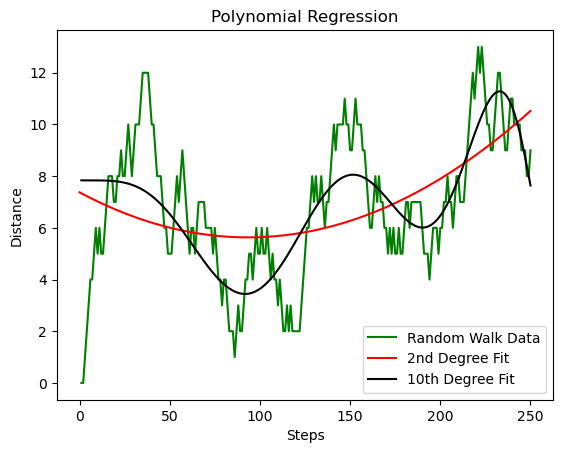 Polynomial Regression
Distance
12
10
8
6
4
2
0
0 50 100 150 200 250
Steps
Random Walk Data
2nd Degree Fit
10th Degree Fit